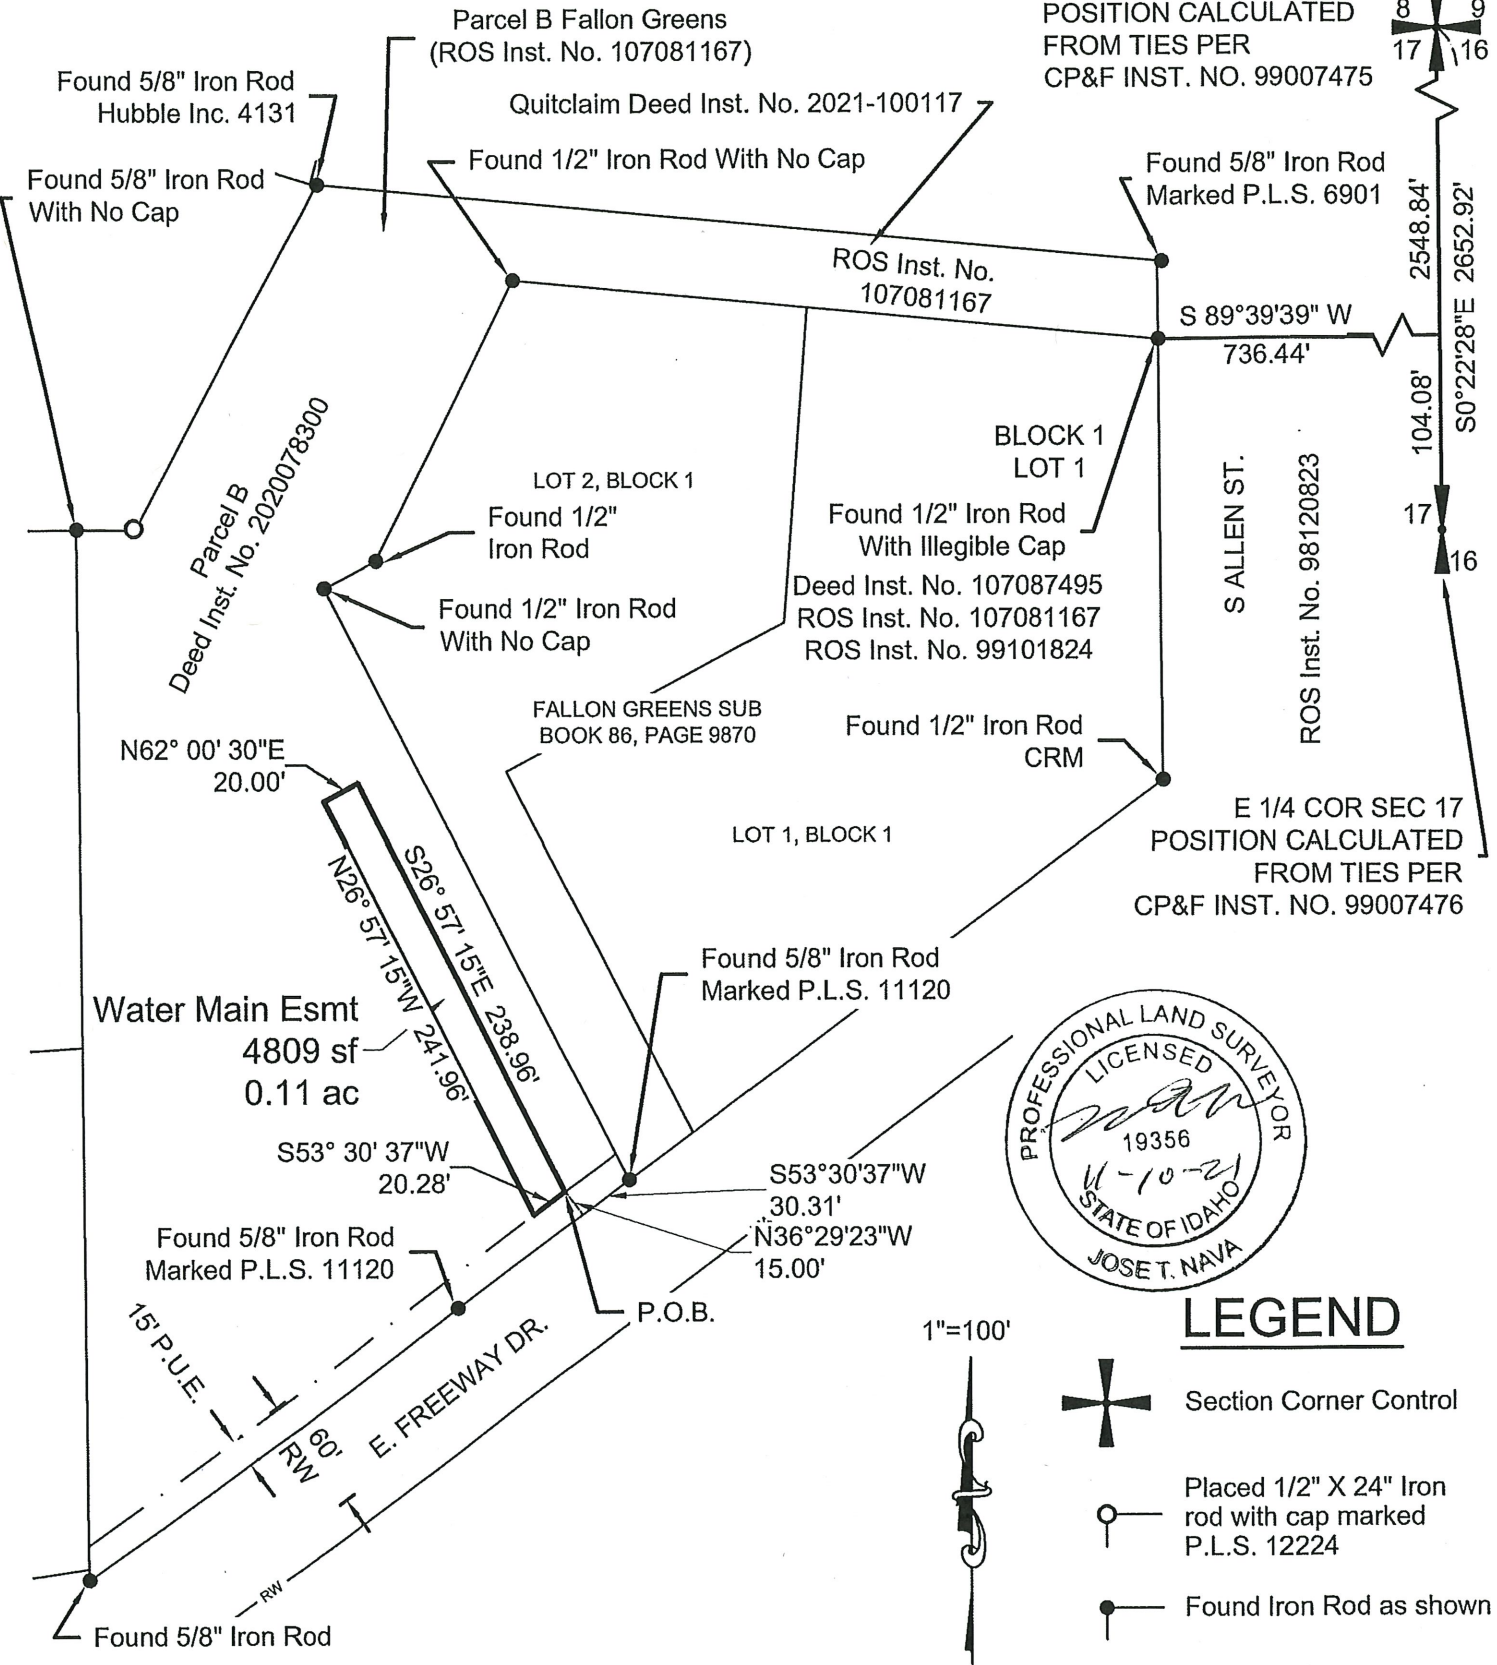 Parcel B Fallon Greens
(ROS Inst. No. 107081167)
POSITION CALCULATED
FROM TIES PER
CP&F INST. NO. 99007475
8 9
17 16
Found 5/8" Iron Rod
Hubble Inc. 4131
Quitclaim Deed Inst. No. 2021-100117
Found 1/2" Iron Rod With No Cap
Found 5/8" Iron Rod
With No Cap
Found 5/8" Iron Rod
Marked P.L.S. 6901
2548.84'
S0°22'28"E 2652.92'
ROS Inst. No.
107081167
S 89°39'39" W
736.44'
104.08'
Parcel B
Deed Inst. No. 2020078300
LOT 2, BLOCK 1
BLOCK 1
LOT 1
Found 1/2"
Iron Rod
Found 1/2" Iron Rod
With Illegible Cap
Deed Inst. No. 107087495
ROS Inst. No. 107081167
ROS Inst. No. 99101824
S ALLEN ST.
ROS Inst. No. 98120823
17
16
Found 1/2" Iron Rod
With No Cap
FALLON GREENS SUB
BOOK 86, PAGE 9870
Found 1/2" Iron Rod
CRM
N62° 00' 30"E
20.00'
LOT 1, BLOCK 1
E 1/4 COR SEC 17
POSITION CALCULATED
FROM TIES PER
CP&F INST. NO. 99007476
S26° 57' 15"E 238.96'
N26° 57' 15"W 241.96'
Found 5/8" Iron Rod
Marked P.L.S. 11120
Water Main Esmt
4809 sf
0.11 ac
PROFESSIONAL LAND SURVEYOR
LICENSED
19356
11-10-21
STATE OF IDAHO
JOSE T. NAVA
S53° 30' 37"W
20.28'
S53°30'37"W
30.31'
N36°29'23"W
15.00'
Found 5/8" Iron Rod
Marked P.L.S. 11120
P.O.B.
15' P.U.E.
60'
RW
E. FREEWAY DR.
RW
Found 5/8" Iron Rod
1"=100'
LEGEND
Section Corner Control
Placed 1/2" X 24" Iron
rod with cap marked
P.L.S. 12224
Found Iron Rod as shown